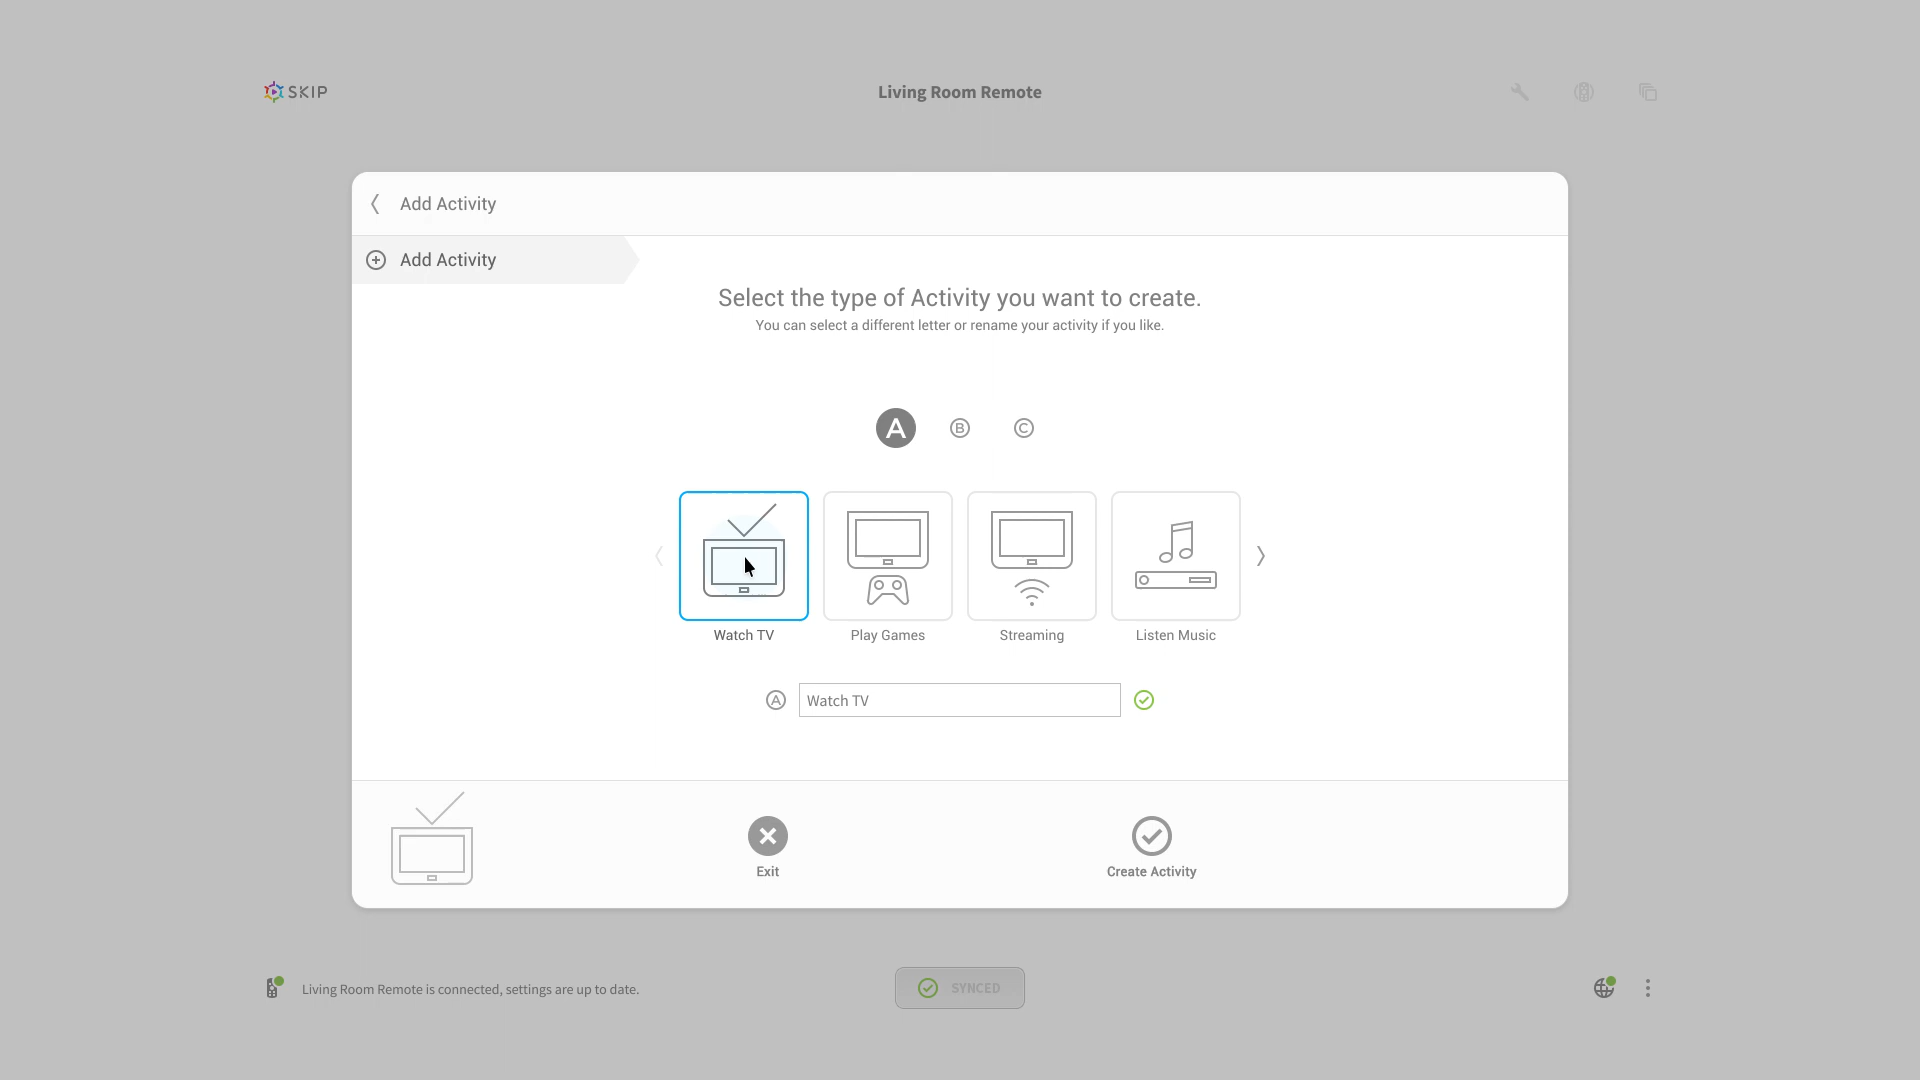 SKIP
Living Room Remote
Add Activity
Add Activity
Select the type of Activity you want to create.
You can select a different letter or rename your activity if you like.
A B C
Watch TV
Play Games
Streaming
Listen Music
A Watch TV
Exit
Create Activity
Living Room Remote is connected, settings are up to date.
SYNCED